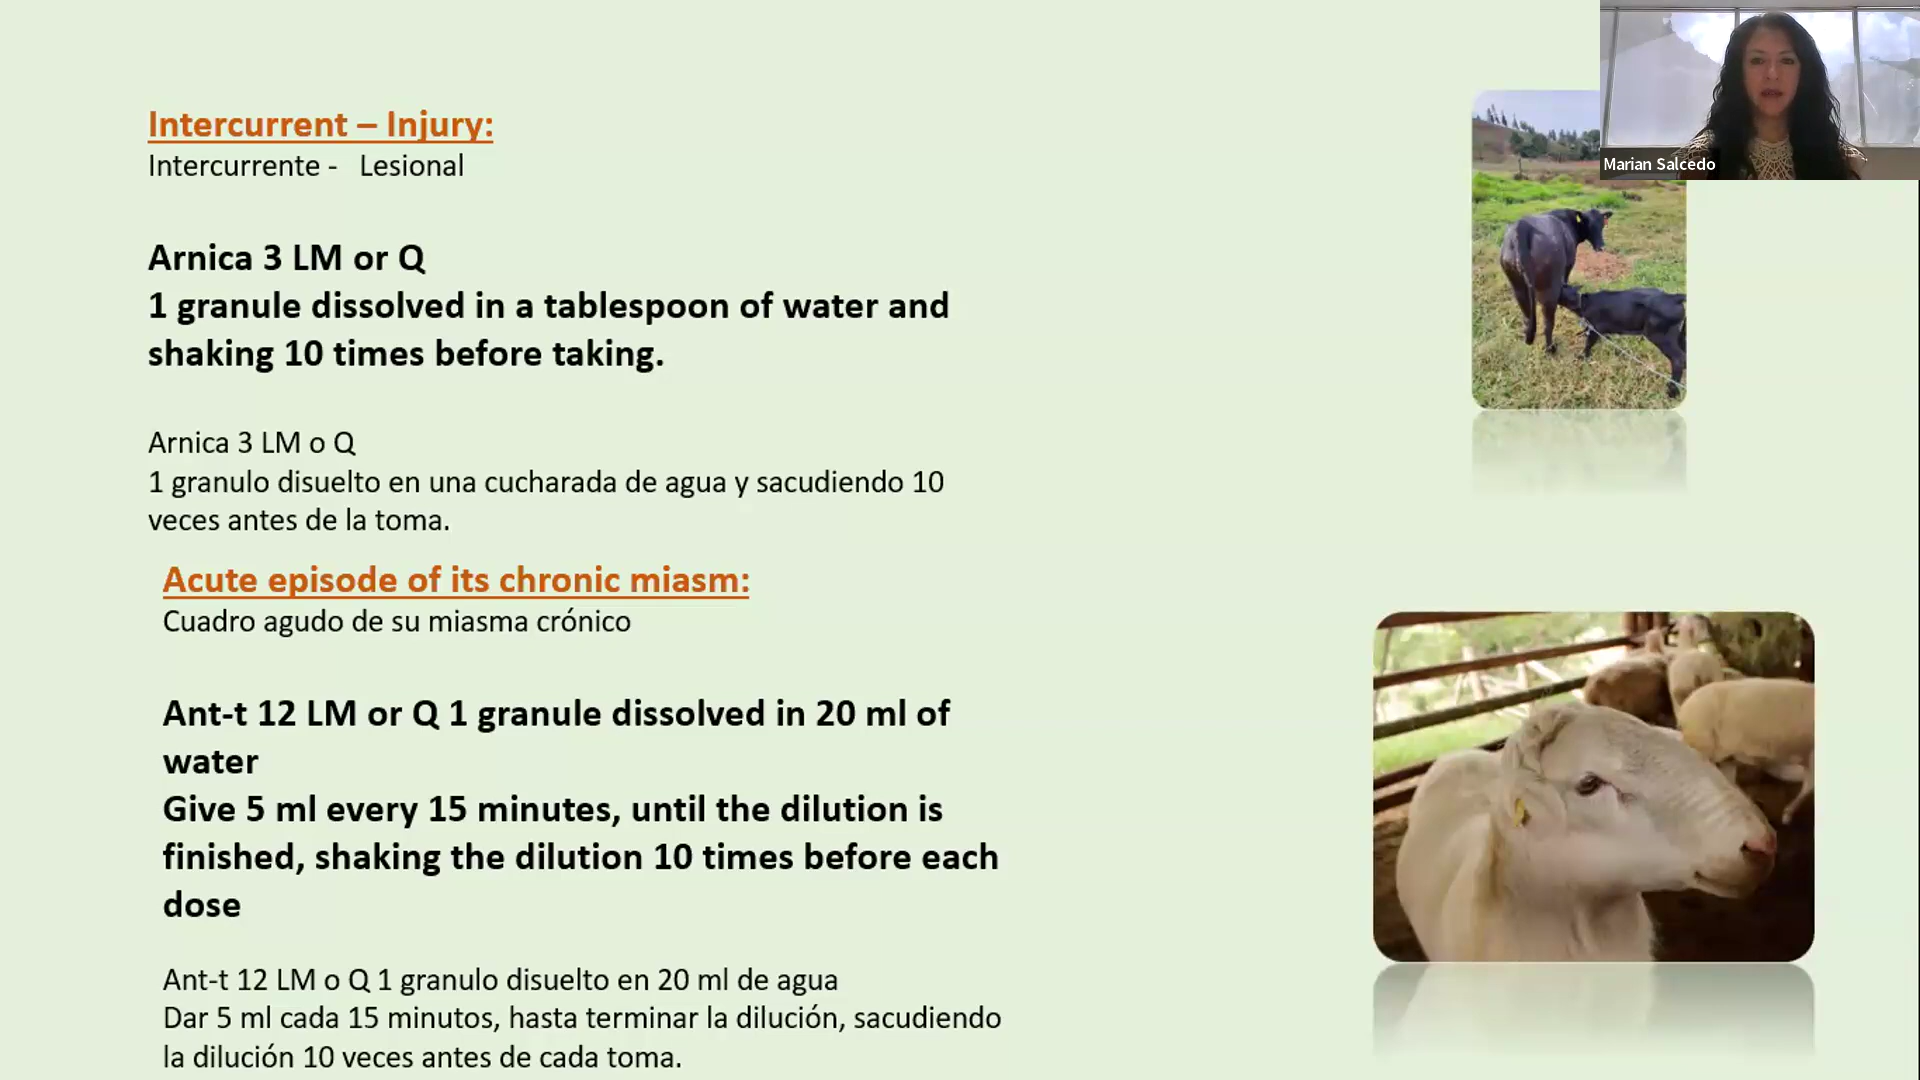 Intercurrent – Injury:
Intercurrente -   Lesional
Arnica 3 LM or Q
1 granule dissolved in a tablespoon of water and
shaking 10 times before taking.
Arnica 3 LM o Q
1 granulo disuelto en una cucharada de agua y sacudiendo 10
veces antes de la toma.
Acute episode of its chronic miasm:
Cuadro agudo de su miasma crónico
Ant-t 12 LM or Q 1 granule dissolved in 20 ml of
water
Give 5 ml every 15 minutes, until the dilution is
finished, shaking the dilution 10 times before each
dose
Ant-t 12 LM o Q 1 granulo disuelto en 20 ml de agua
Dar 5 ml cada 15 minutos, hasta terminar la dilución, sacudiendo
la dilución 10 veces antes de cada toma.
Marian Salcedo